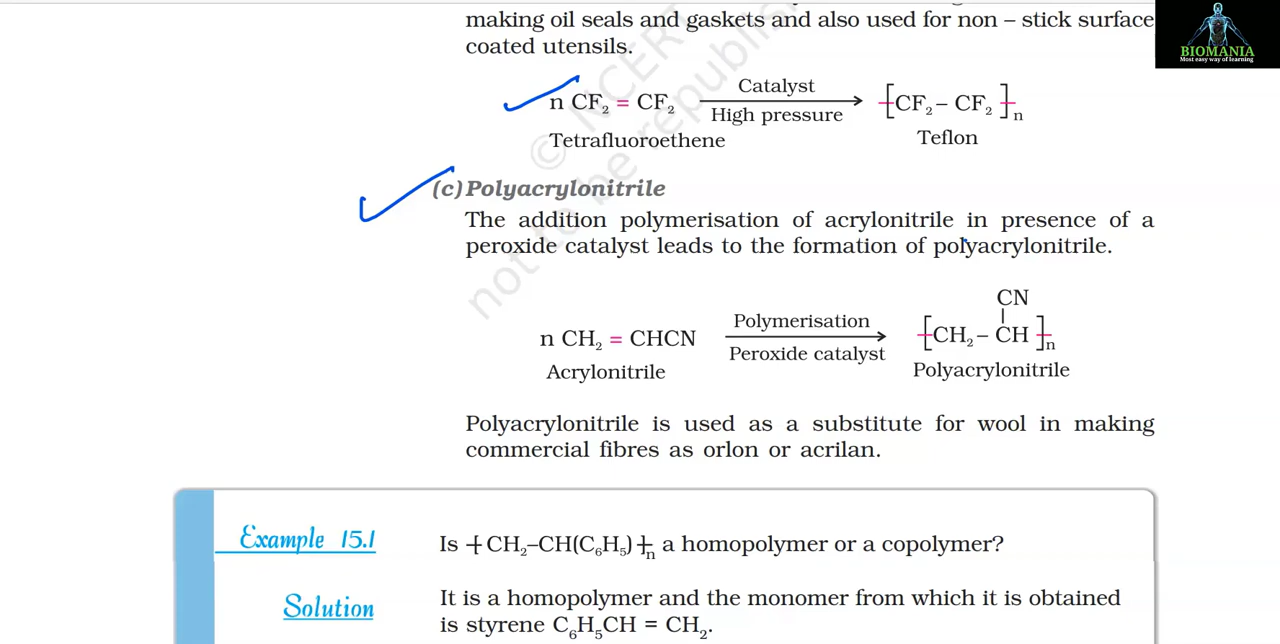 making oil seals and gaskets and also used for non – stick surface
coated utensils.
BIOMANIA
Most easy way of learning
n CF₂ = CF₂ Catalyst High pressure [CF₂ – CF₂]n
Tetrafluoroethene Teflon
(c) Polyacrylonitrile
The addition polymerisation of acrylonitrile in presence of a
peroxide catalyst leads to the formation of polyacrylonitrile.
CN
n CH₂ = CHCN Polymerisation Peroxide catalyst [CH₂ – CH]n
Acrylonitrile Polyacrylonitrile
Polyacrylonitrile is used as a substitute for wool in making
commercial fibres as orlon or acrilan.
Example 15.1 Is -[CH₂–CH(C₆H₅)]-n a homopolymer or a copolymer?
Solution It is a homopolymer and the monomer from which it is obtained
is styrene C₆H₅CH = CH₂.
© NCERT
not to be republish